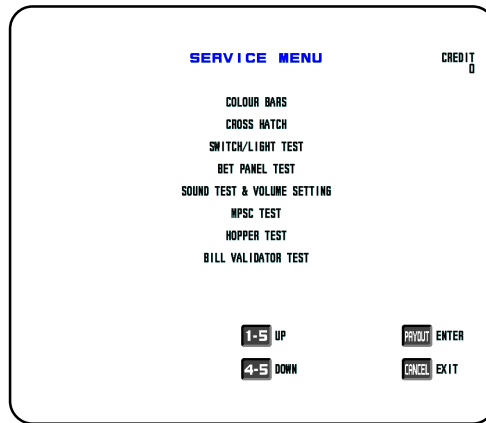 SERVICE MENU
CREDIT
0
COLOUR BARS
CROSS HATCH
SWITCH/LIGHT TEST
BET PANEL TEST
SOUND TEST & VOLUME SETTING
MPSC TEST
HOPPER TEST
BILL VALIDATOR TEST
1-5 UP
PAYOUT ENTER
4-5 DOWN
CANCEL EXIT